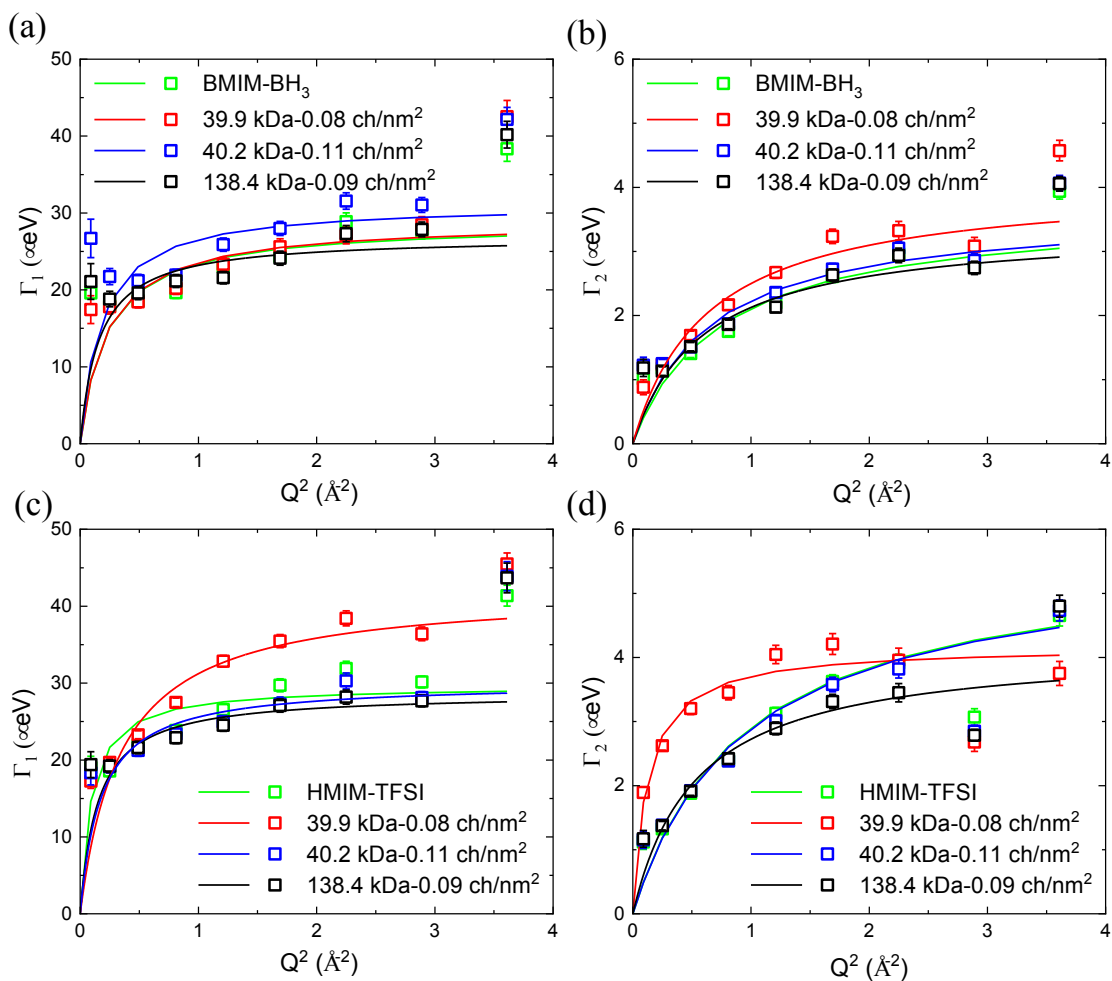 (a)
50
40
30
20
10
0
Γ₁ (∝eV)
BMIM-BH₃
39.9 kDa-0.08 ch/nm²
40.2 kDa-0.11 ch/nm²
138.4 kDa-0.09 ch/nm²
0 1 2 3 4
Q² (Å⁻²)
(b)
6
4
2
0
Γ₂ (∝eV)
BMIM-BH₃
39.9 kDa-0.08 ch/nm²
40.2 kDa-0.11 ch/nm²
138.4 kDa-0.09 ch/nm²
0 1 2 3 4
Q² (Å⁻²)
(c)
50
40
30
20
10
0
Γ₁ (∝eV)
HMIM-TFSI
39.9 kDa-0.08 ch/nm²
40.2 kDa-0.11 ch/nm²
138.4 kDa-0.09 ch/nm²
0 1 2 3 4
Q² (Å⁻²)
(d)
6
4
2
0
Γ₂ (∝eV)
HMIM-TFSI
39.9 kDa-0.08 ch/nm²
40.2 kDa-0.11 ch/nm²
138.4 kDa-0.09 ch/nm²
0 1 2 3 4
Q² (Å⁻²)